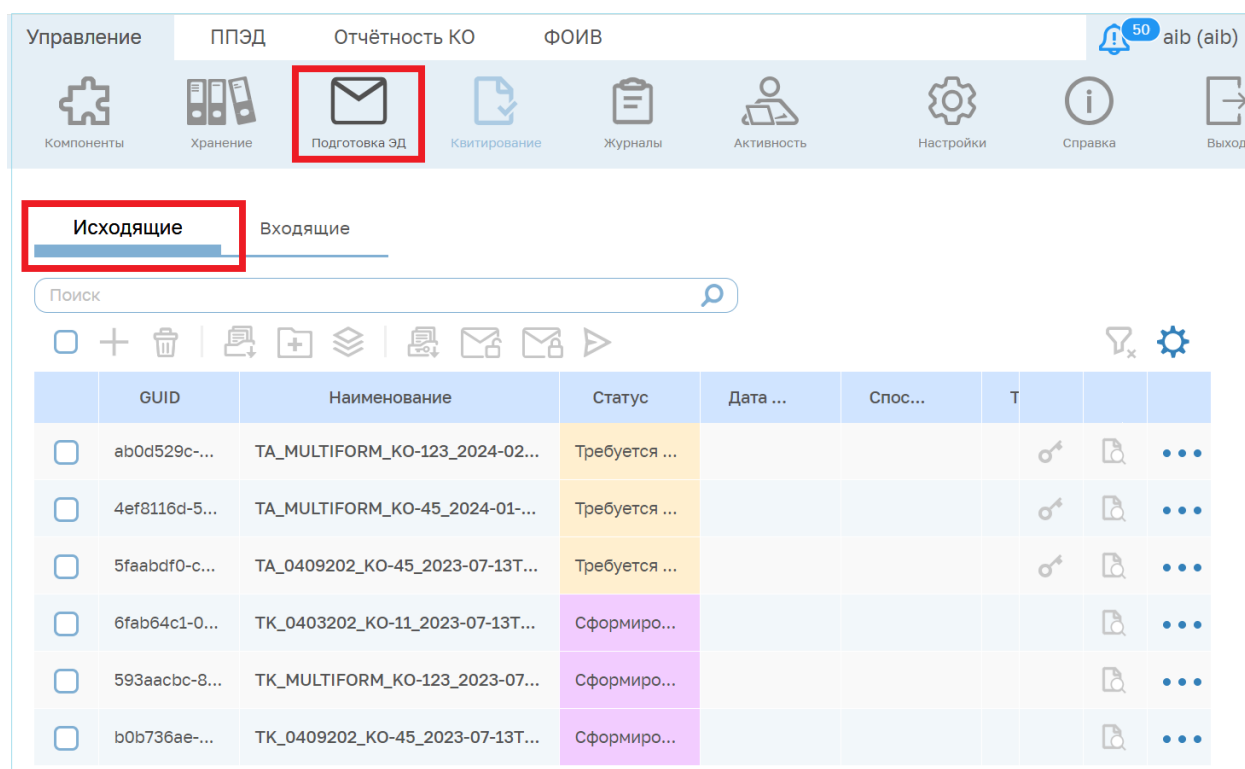 Управление ППЭД Отчётность КО ФОИВ 50 aib (aib)
Компоненты Хранение Подготовка ЭД Квитирование Журналы Активность Настройки Справка Выход
Исходящие Входящие
Поиск
GUID Наименование Статус Дата ... Спос... Т
ab0d529c-... TA_MULTIFORM_KO-123_2024-02... Требуется ...
4ef8116d-5... TA_MULTIFORM_KO-45_2024-01-... Требуется ...
5faabdf0-c... TA_0409202_KO-45_2023-07-13T... Требуется ...
6fab64c1-0... TK_0403202_KO-11_2023-07-13T... Сформиро...
593aacbc-8... TK_MULTIFORM_KO-123_2023-07... Сформиро...
b0b736ae-... TK_0409202_KO-45_2023-07-13T... Сформиро...